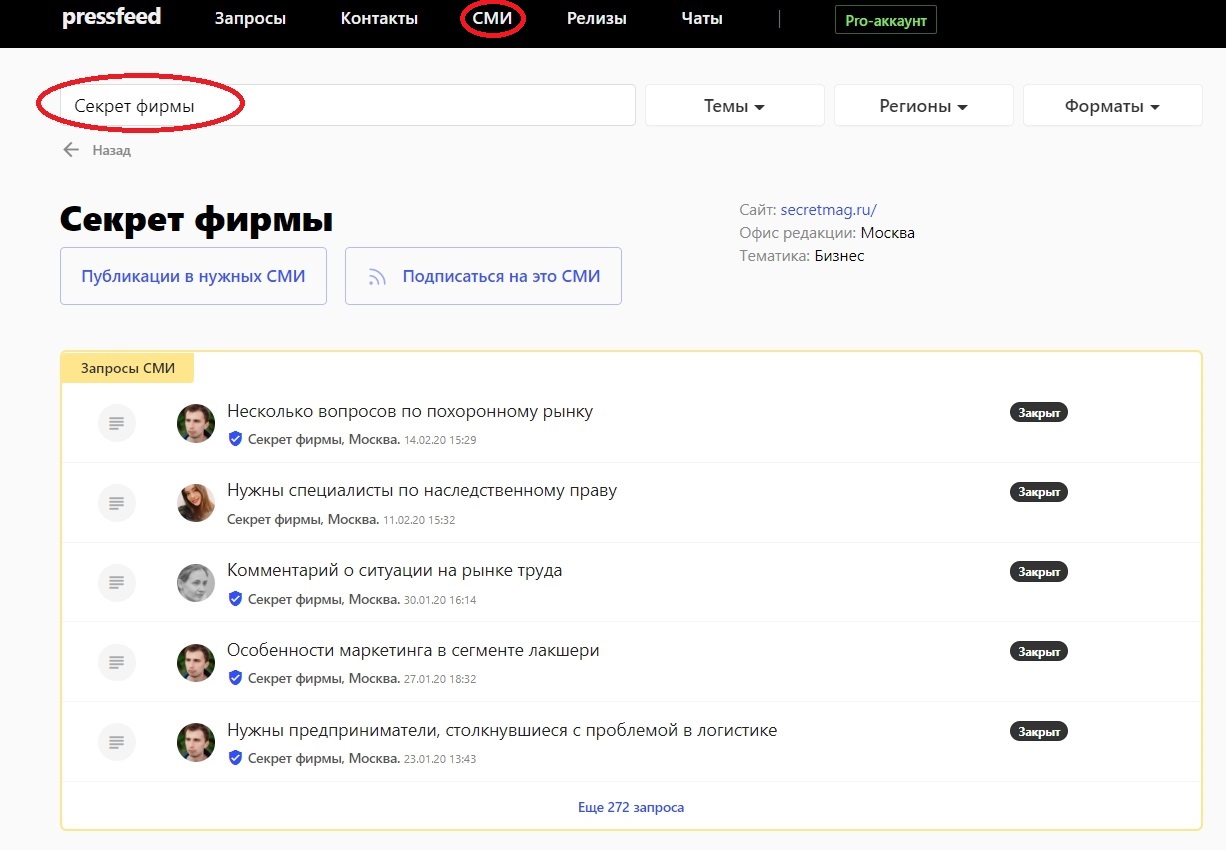 pressfeed Запросы Контакты СМИ Релизы Чаты Pro-аккаунт
Секрет фирмы Темы Регионы Форматы
Назад
Секрет фирмы
Сайт: secretmag.ru/
Офис редакции: Москва
Тематика: Бизнес
Публикации в нужных СМИ Подписаться на это СМИ
Запросы СМИ
Несколько вопросов по похоронному рынку Закрыт
Секрет фирмы, Москва. 14.02.20 15:29
Нужны специалисты по наследственному праву Закрыт
Секрет фирмы, Москва. 11.02.20 15:32
Комментарий о ситуации на рынке труда Закрыт
Секрет фирмы, Москва. 30.01.20 16:14
Особенности маркетинга в сегменте лакшери Закрыт
Секрет фирмы, Москва. 27.01.20 18:32
Нужны предприниматели, столкнувшиеся с проблемой в логистике Закрыт
Секрет фирмы, Москва. 23.01.20 13:43
Еще 272 запроса